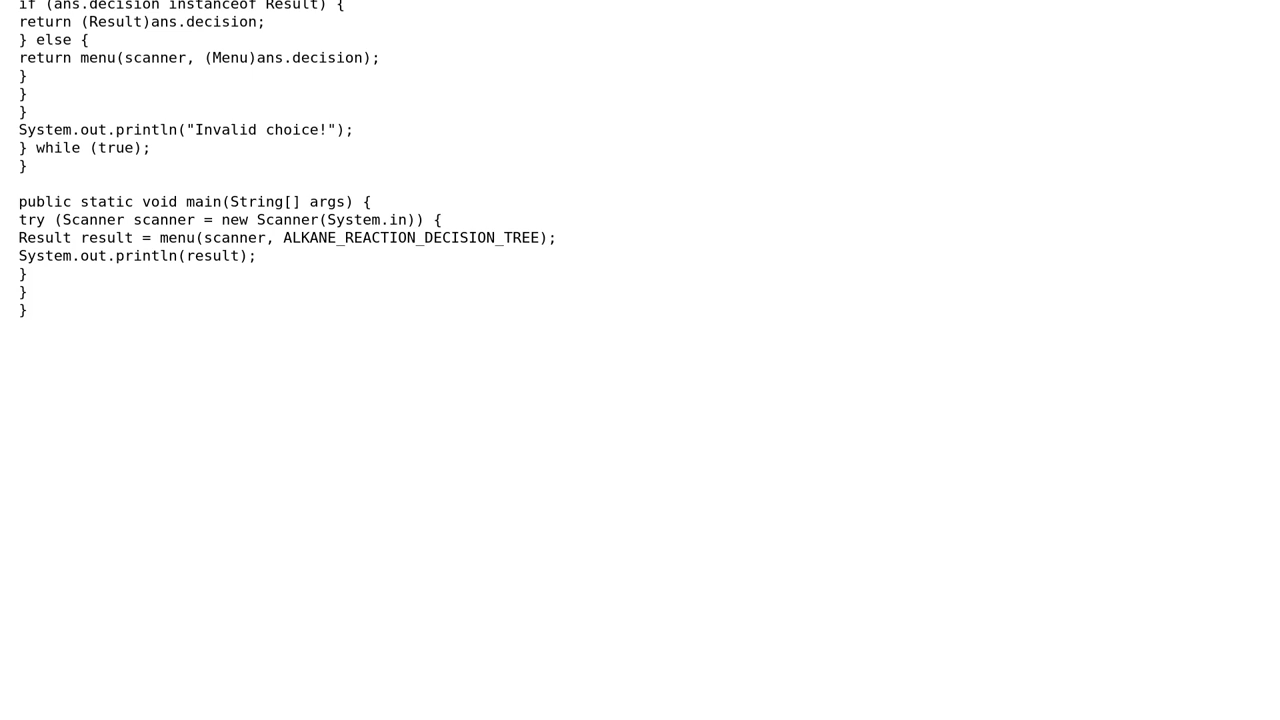 if (ans.decision instanceof Result) {
return (Result)ans.decision;
} else {
return menu(scanner, (Menu)ans.decision);
}
}
}
System.out.println("Invalid choice!");
} while (true);
}

public static void main(String[] args) {
try (Scanner scanner = new Scanner(System.in)) {
Result result = menu(scanner, ALKANE_REACTION_DECISION_TREE);
System.out.println(result);
}
}
}